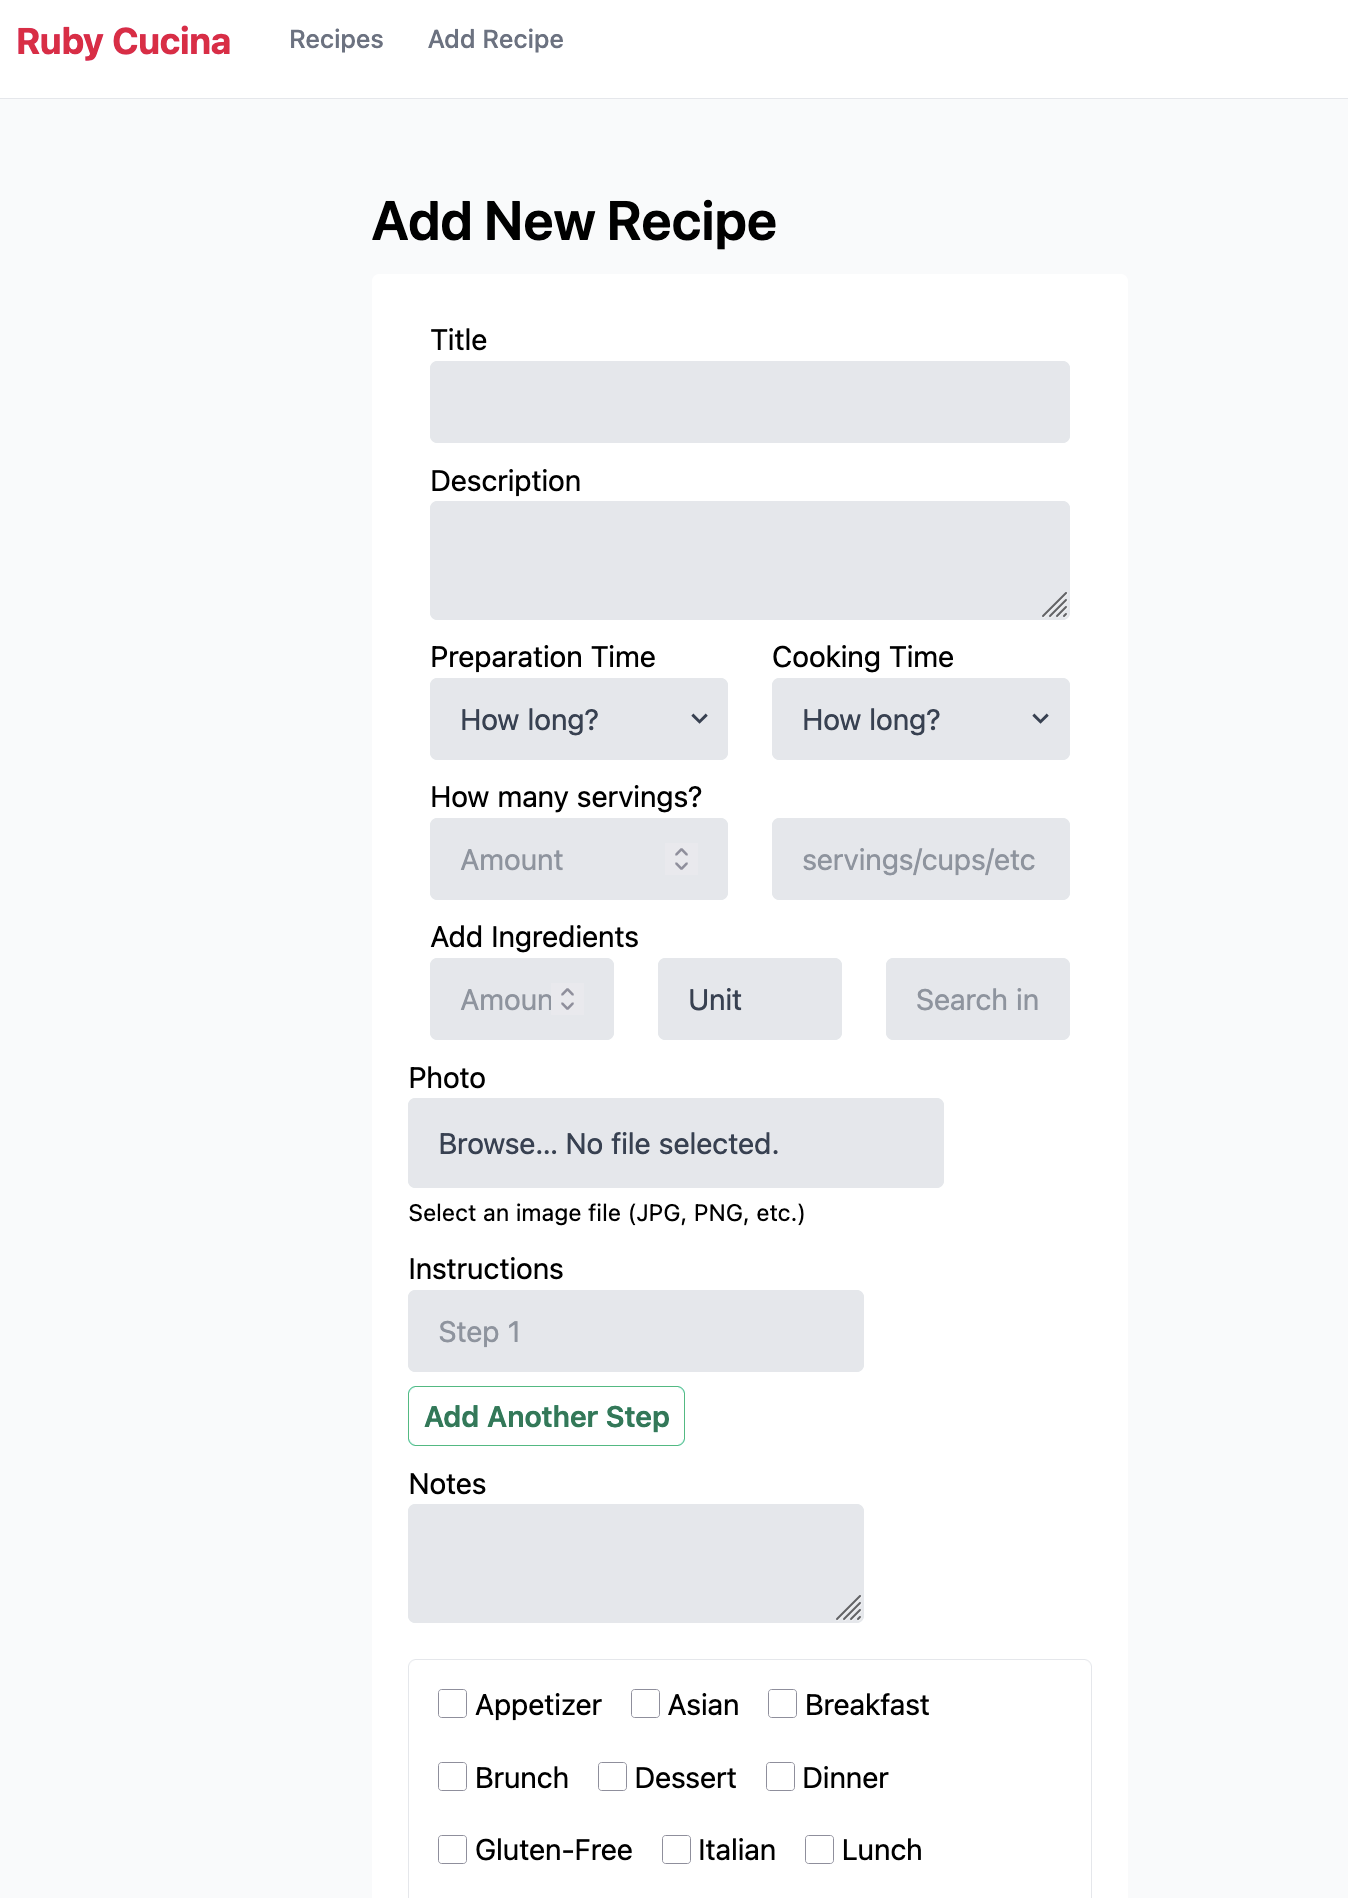 Ruby Cucina Recipes Add Recipe
Add New Recipe
Title
Description
Preparation Time Cooking Time
How long? How long?
How many servings?
Amount servings/cups/etc
Add Ingredients
Amoun Unit Search in
Photo
Browse... No file selected.
Select an image file (JPG, PNG, etc.)
Instructions
Step 1
Add Another Step
Notes
Appetizer Asian Breakfast
Brunch Dessert Dinner
Gluten-Free Italian Lunch